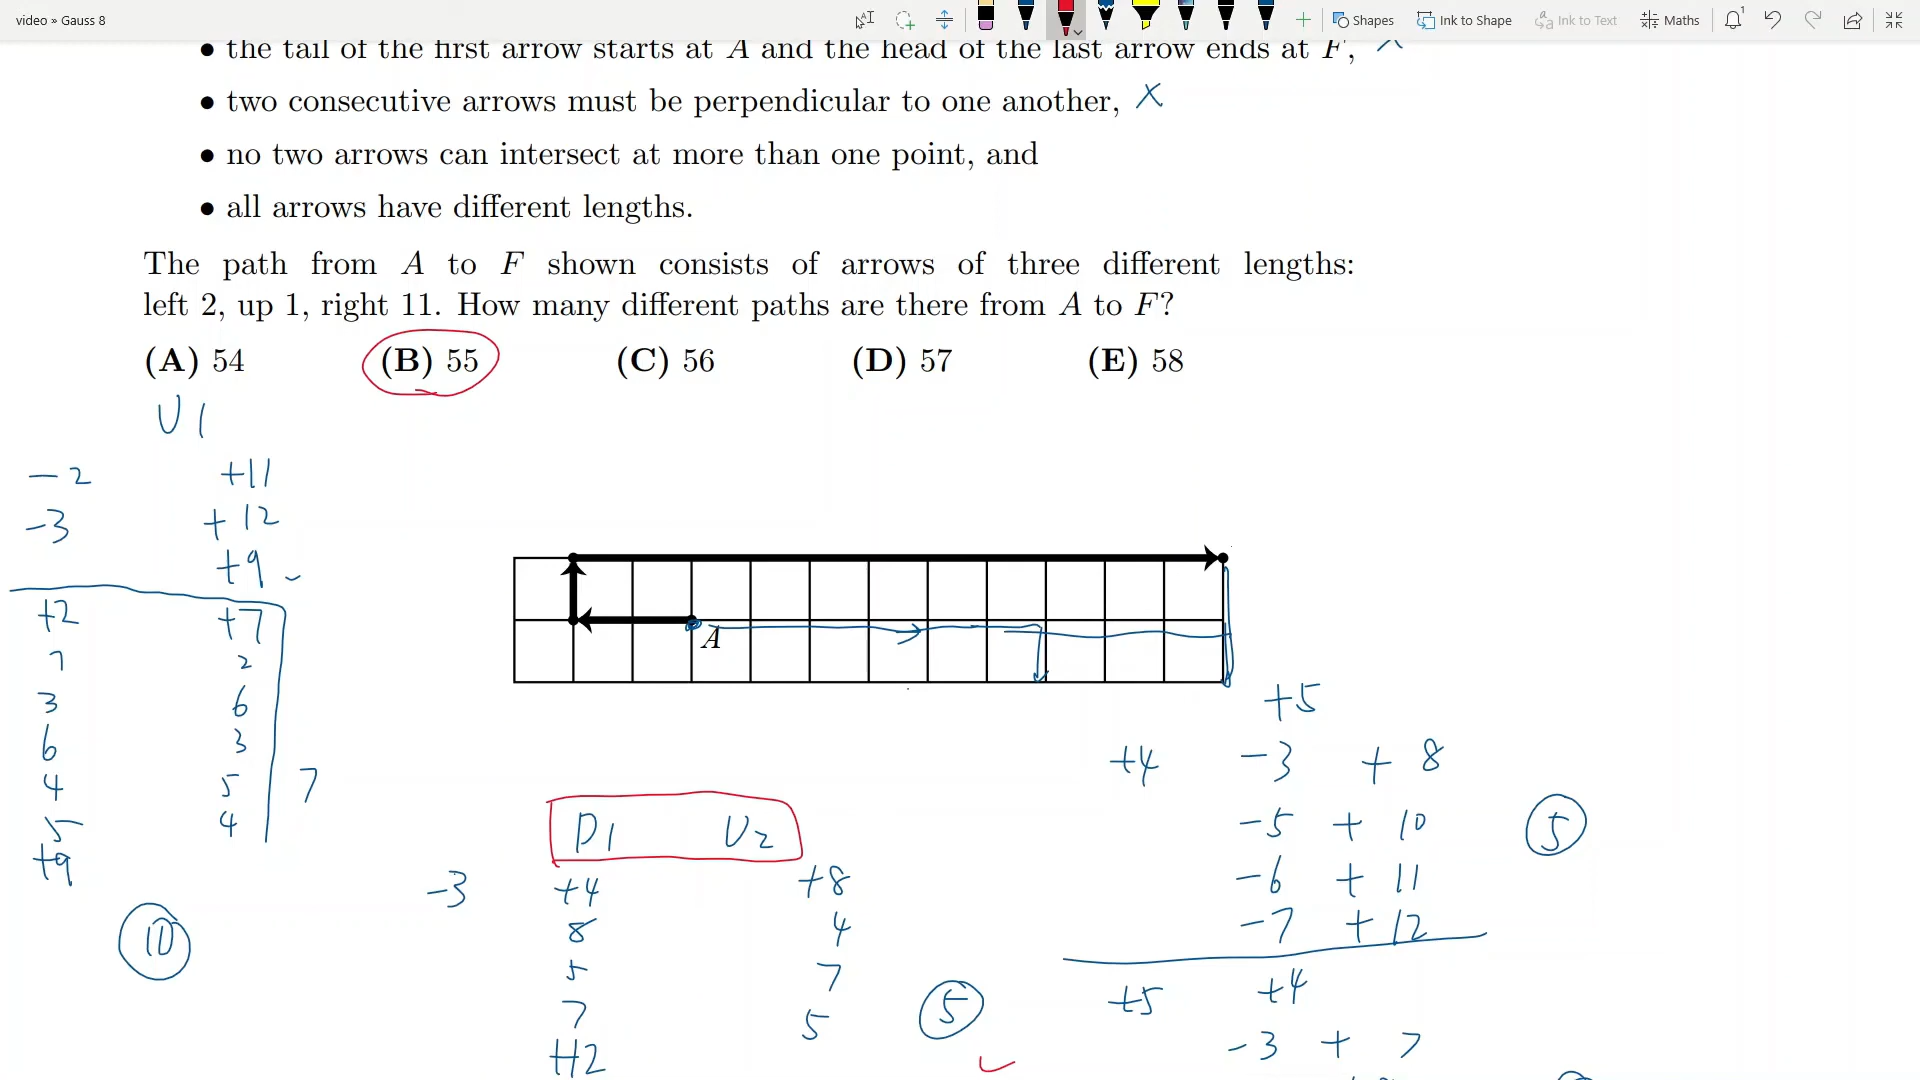 video » Gauss 8
Shapes Ink to Shape Ink to Text Maths 1
• the tail of the first arrow starts at A and the head of the last arrow ends at F, X
• two consecutive arrows must be perpendicular to one another, X
• no two arrows can intersect at more than one point, and
• all arrows have different lengths.
The path from A to F shown consists of arrows of three different lengths:
left 2, up 1, right 11. How many different paths are there from A to F?
(A) 54 (B) 55 (C) 56 (D) 57 (E) 58
U 1
-2 +11
-3 +12
+9
+2 +7
7 2
3 6
6 3
4 5 7
5 4
+9
10
A
D1 U2
-3 +4 +8
8 4
5 7
7 5
5
+12
+5
+4 -3 + 8
-5 + 10
5
-6 + 11
-7 + 12
+5 +4
-3 + 7